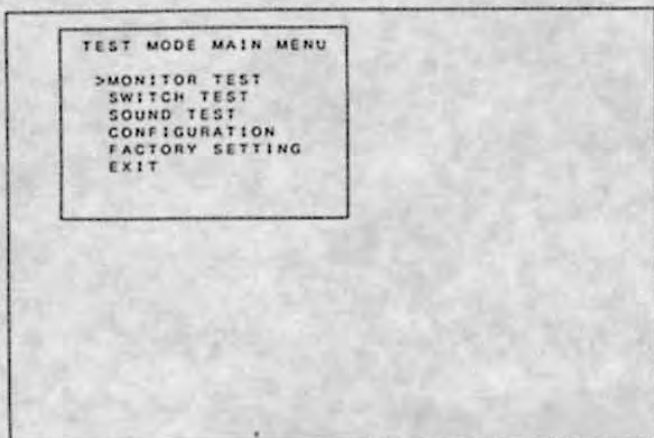 TEST MODE MAIN MENU
>MONITOR TEST
SWITCH TEST
SOUND TEST
CONFIGURATION
FACTORY SETTING
EXIT